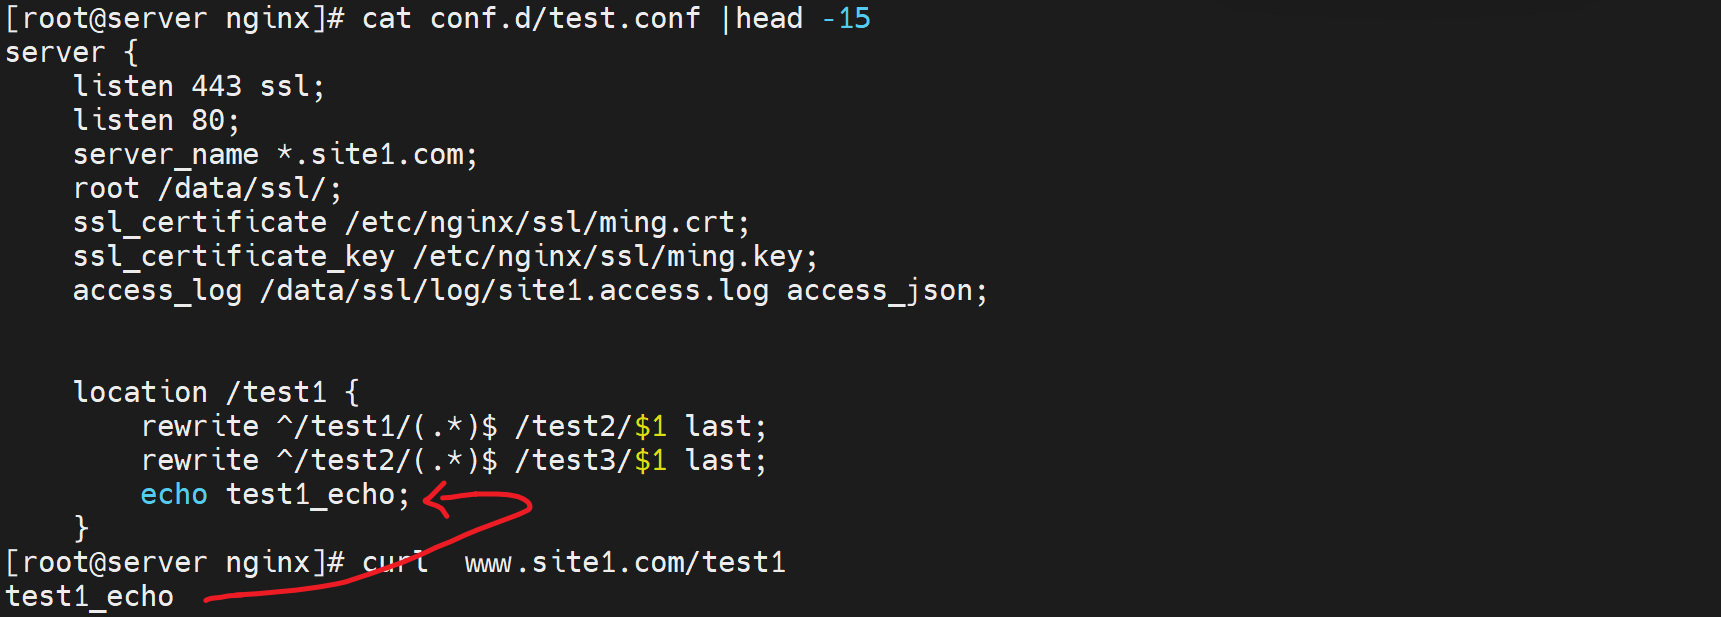 [root@server nginx]# cat conf.d/test.conf |head -15
server {
    listen 443 ssl;
    listen 80;
    server_name *.site1.com;
    root /data/ssl/;
    ssl_certificate /etc/nginx/ssl/ming.crt;
    ssl_certificate_key /etc/nginx/ssl/ming.key;
    access_log /data/ssl/log/site1.access.log access_json;
    location /test1 {
        rewrite ^/test1/(.*)$ /test2/$1 last;
        rewrite ^/test2/(.*)$ /test3/$1 last;
        echo test1_echo;
    }
[root@server nginx]# curl  www.site1.com/test1
test1_echo